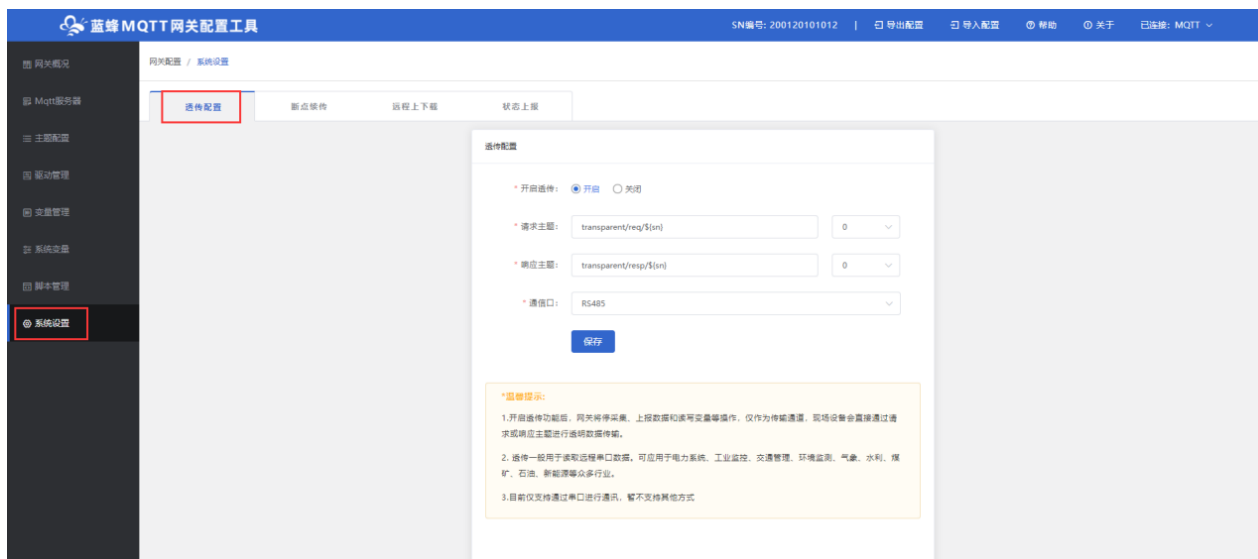 蓝蜂MQTT网关配置工具
SN编号: 200120101012 | 导出配置 导入配置 帮助 关于 已连接: MQTT
网关概况
Mqtt服务器
主题配置
驱动管理
变量管理
系统变量
脚本管理
系统设置
网关配置 / 系统设置
透传配置 断点续传 远程上下载 状态上报
透传配置
* 开启透传: 开启 关闭
* 请求主题: transparent/req/${sn} 0
* 响应主题: transparent/resp/${sn} 0
* 通信口: RS485
保存
*温馨提示:
1.开启透传功能后，网关将停采集、上报数据和读写变量等操作，仅作为传输通道，现场设备会直接通过请
求或响应主题进行透明数据传输。
2. 透传一般用于读取远程串口数据。可应用于电力系统、工业监控、交通管理、环境监测、气象、水利、煤
矿、石油、新能源等众多行业。
3.目前仅支持通过串口进行通讯，暂不支持其他方式